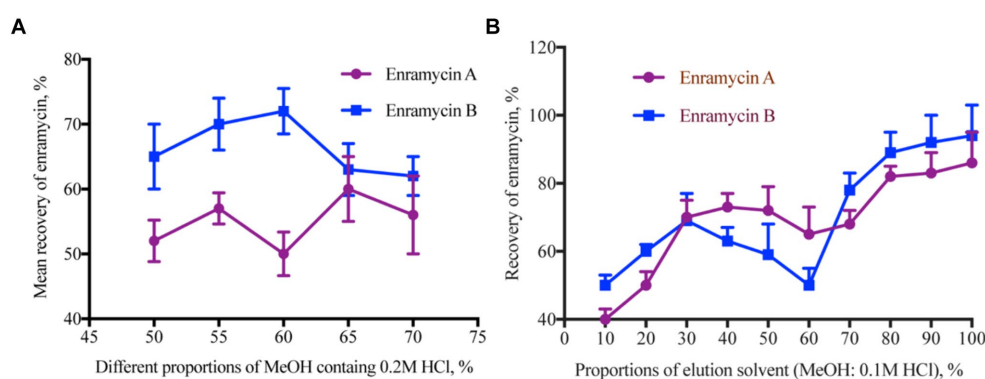 A
Mean recovery of enramycin, %
80
70
60
50
40
45
50
55
60
65
70
75
Enramycin A
Enramycin B
Different proportions of MeOH containg 0.2M HCl, %
B
Recovery of enramycin, %
120
100
80
60
40
0
10
20
30
40
50
60
70
80
90
100
Enramycin A
Enramycin B
Proportions of elution solvent (MeOH: 0.1M HCl), %